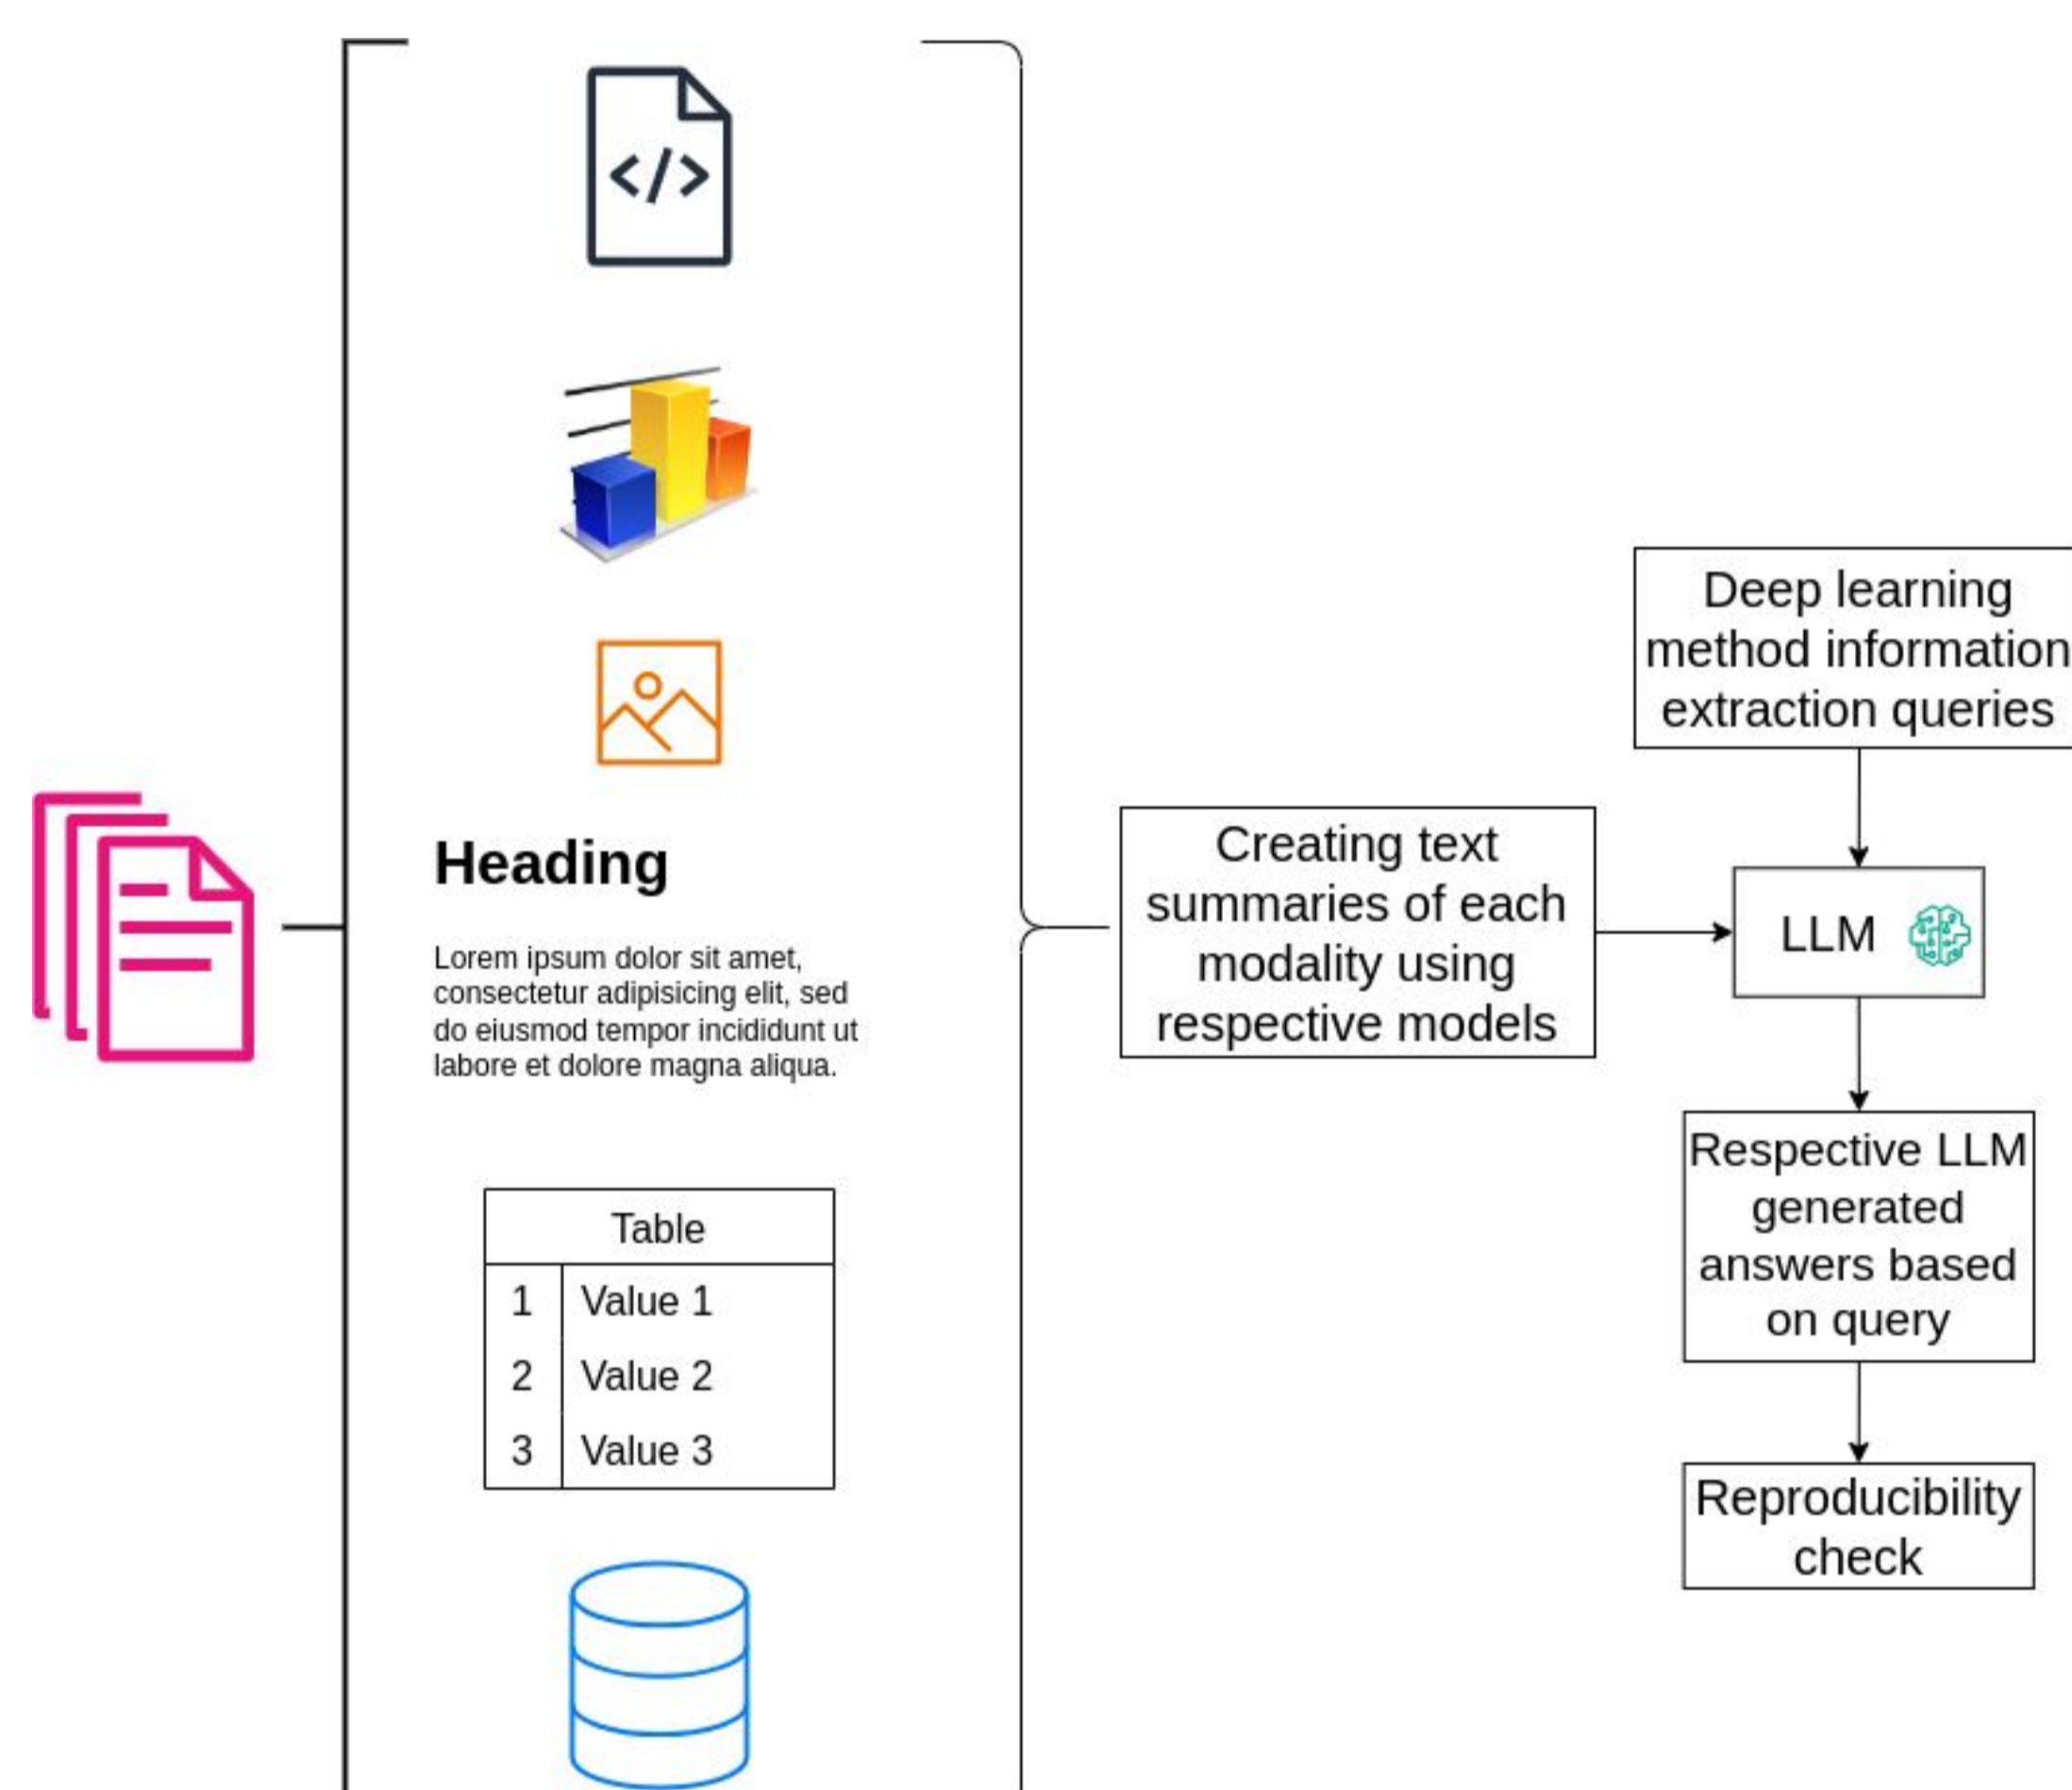 </>
Heading
Lorem ipsum dolor sit amet,
consectetur adipisicing elit, sed
do eiusmod tempor incididunt ut
labore et dolore magna aliqua.
Table
1 Value 1
2 Value 2
3 Value 3
Creating text
summaries of each
modality using
respective models
Deep learning
method information
extraction queries
LLM
Respective LLM
generated
answers based
on query
Reproducibility
check